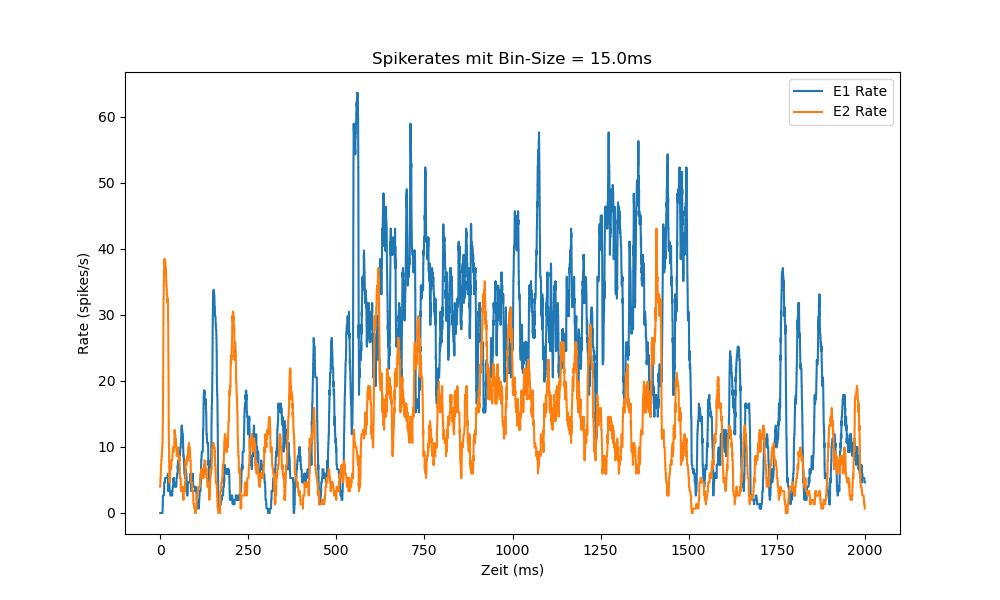 Spikerates mit Bin-Size = 15.0ms
E1 Rate
E2 Rate
Rate (spikes/s)
60
50
40
30
20
10
0
0 250 500 750 1000 1250 1500 1750 2000
Zeit (ms)